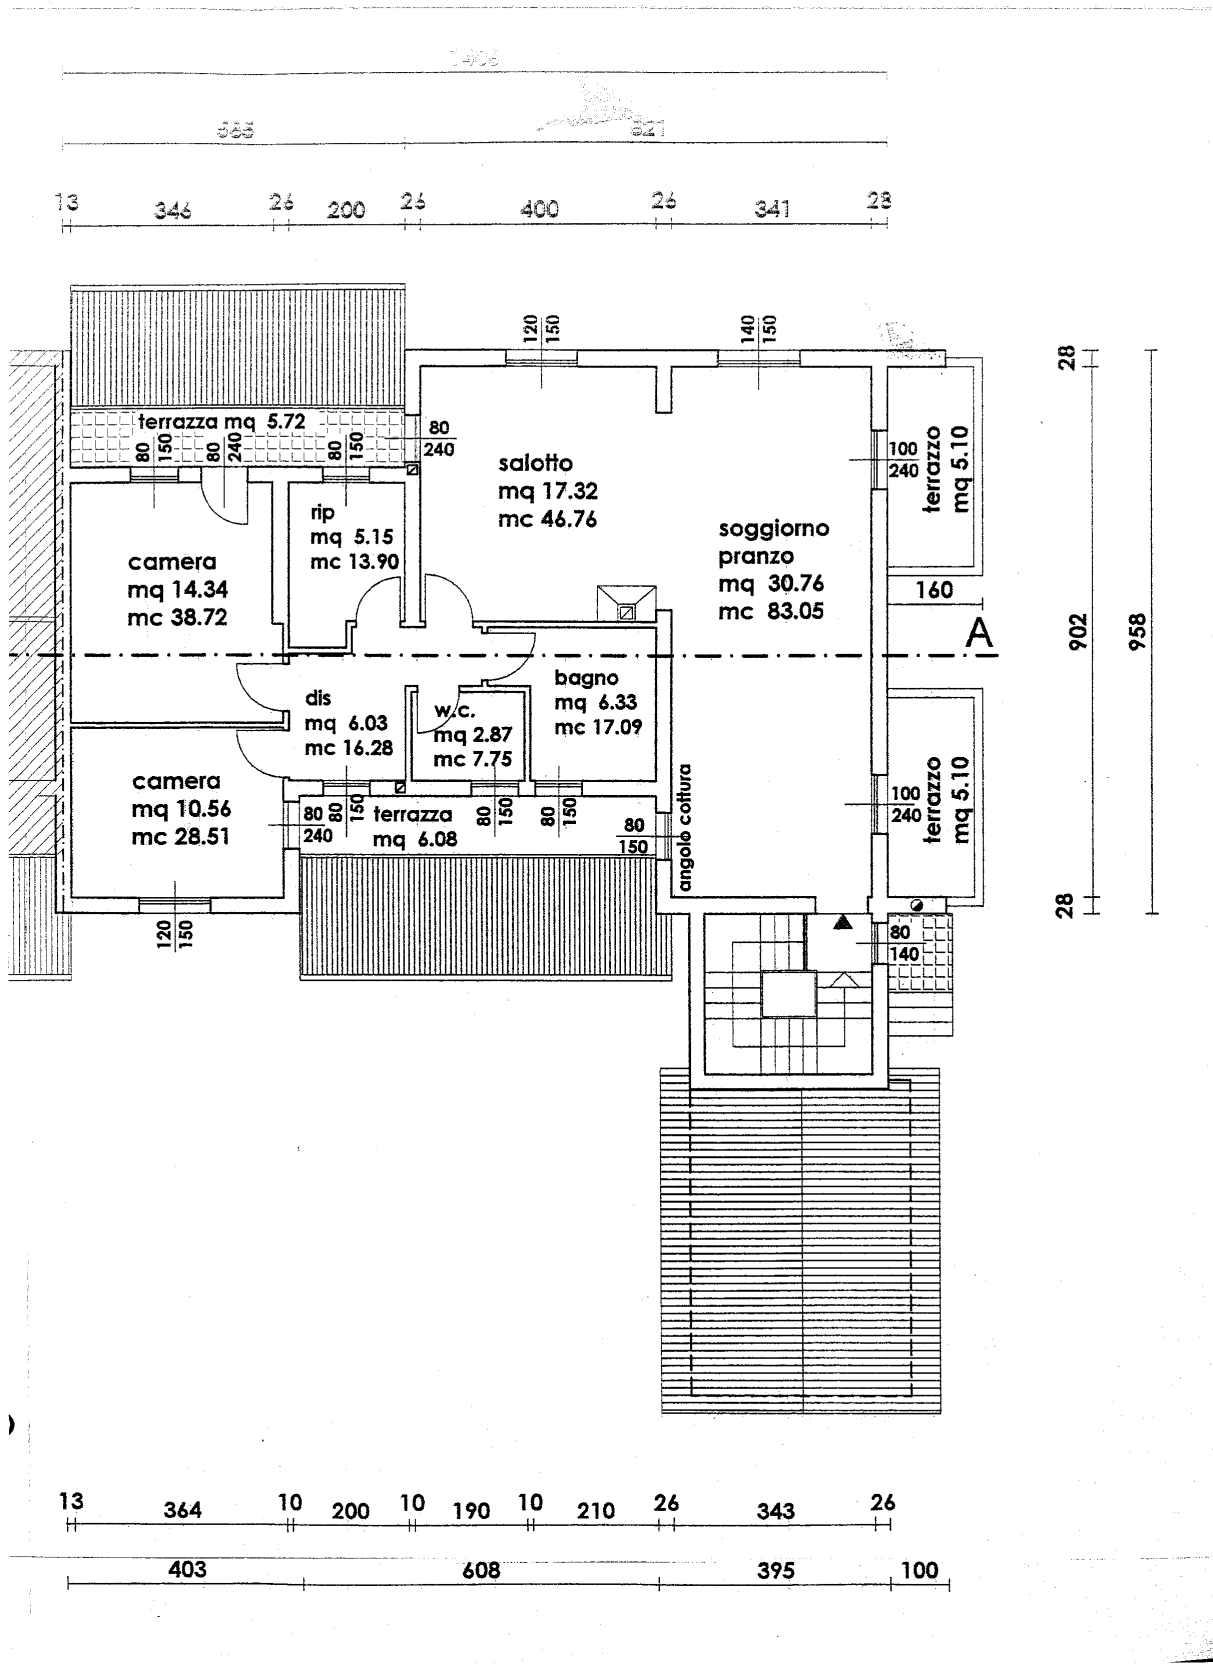 1406
585 821
13 346 26 200 26 400 26 341 28
120 150
140 150
28
terrazza mq 5.72
80 150
80 240
80 150
80
240
salotto
mq 17.32
mc 46.76
100
240
terrazzo
mq 5.10
rip
mq 5.15
mc 13.90
soggiorno
pranzo
mq 30.76
mc 83.05
camera
mq 14.34
mc 38.72
160
A
902
958
bagno
mq 6.33
mc 17.09
dis
mq 6.03
mc 16.28
w.c.
mq 2.87
mc 7.75
camera
mq 10.56
mc 28.51
80
240
80 150
terrazza
mq 6.08
80 150
80 150
80
150
angolo cottura
100
240
terrazzo
mq 5.10
28
120 150
80
140
13 364 10 200 10 190 10 210 26 343 26
403 608 395 100